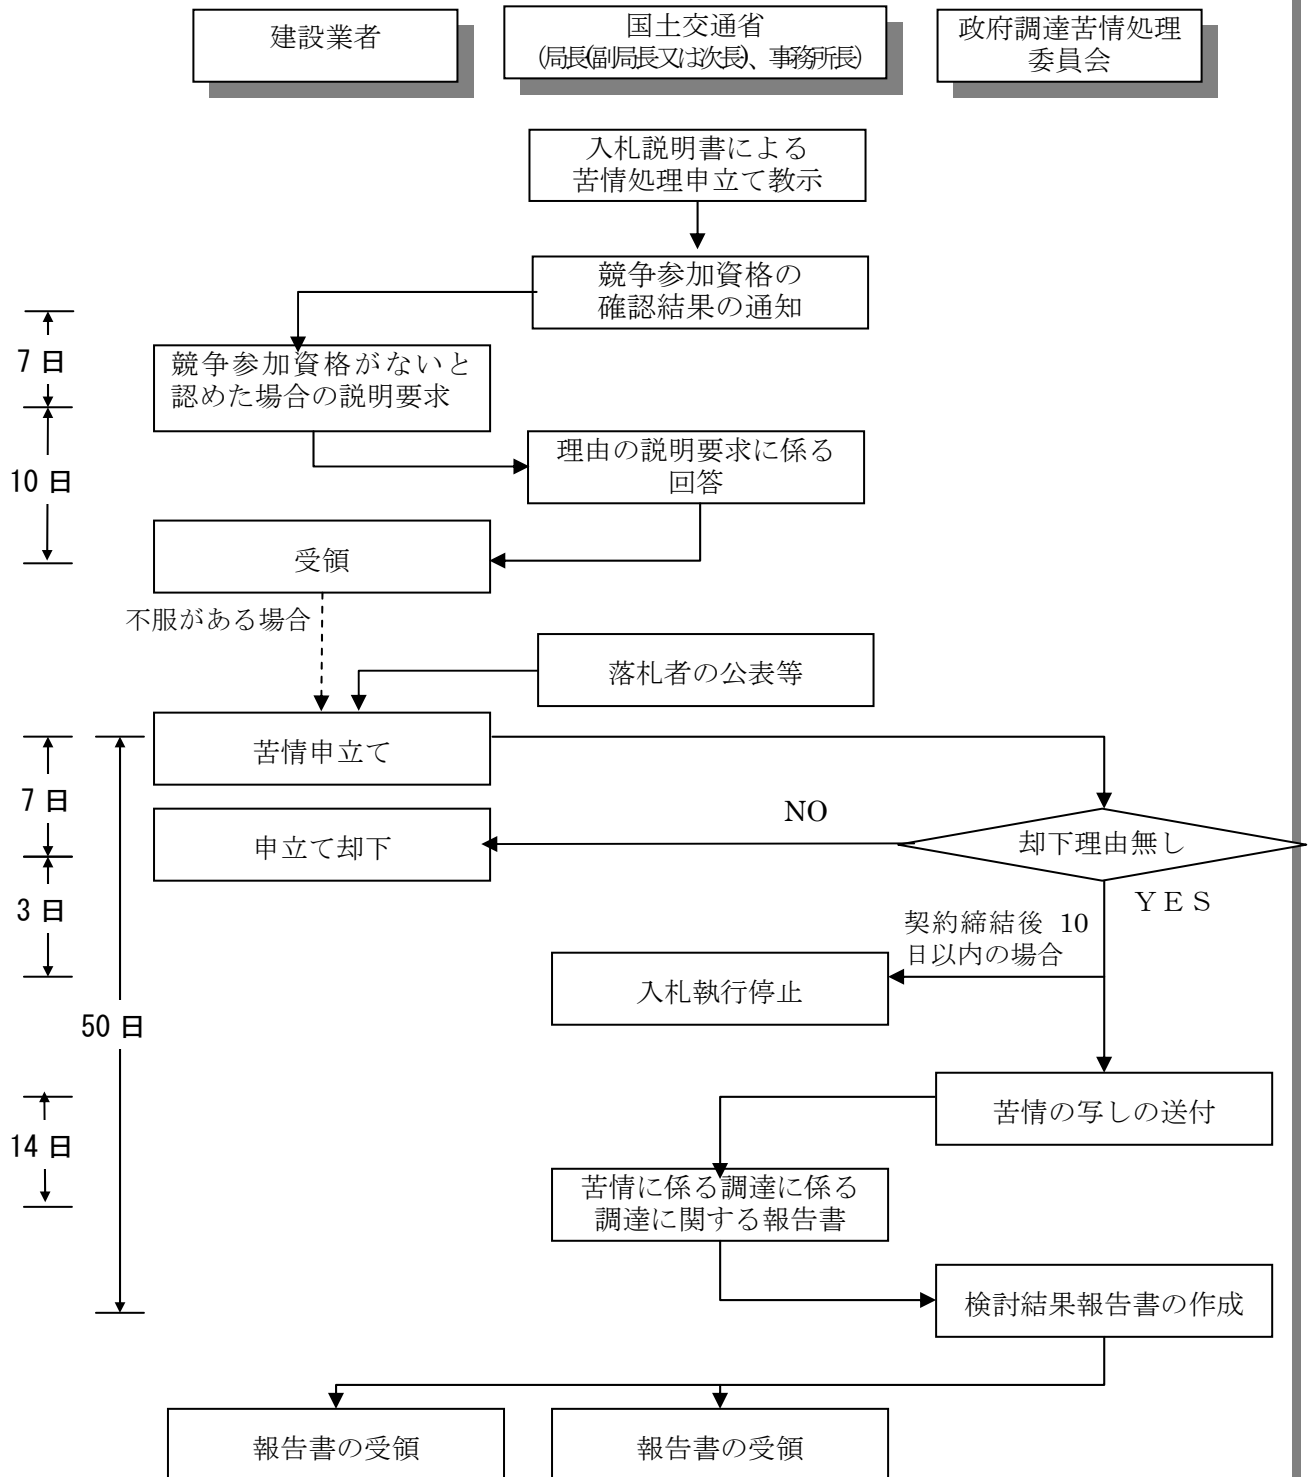 建設業者
国土交通省
(局長(副局長又は次長)、事務所長)
政府調達苦情処理
委員会
入札説明書による
苦情処理申立て教示
競争参加資格の
確認結果の通知
7日
競争参加資格がないと
認めた場合の説明要求
10日
理由の説明要求に係る
回答
受領
不服がある場合
落札者の公表等
苦情申立て
7日
NO
申立て却下
却下理由無し
YES
3日
契約締結後 10
日以内の場合
入札執行停止
50日
苦情の写しの送付
14日
苦情に係る調達に係る
調達に関する報告書
検討結果報告書の作成
報告書の受領
報告書の受領